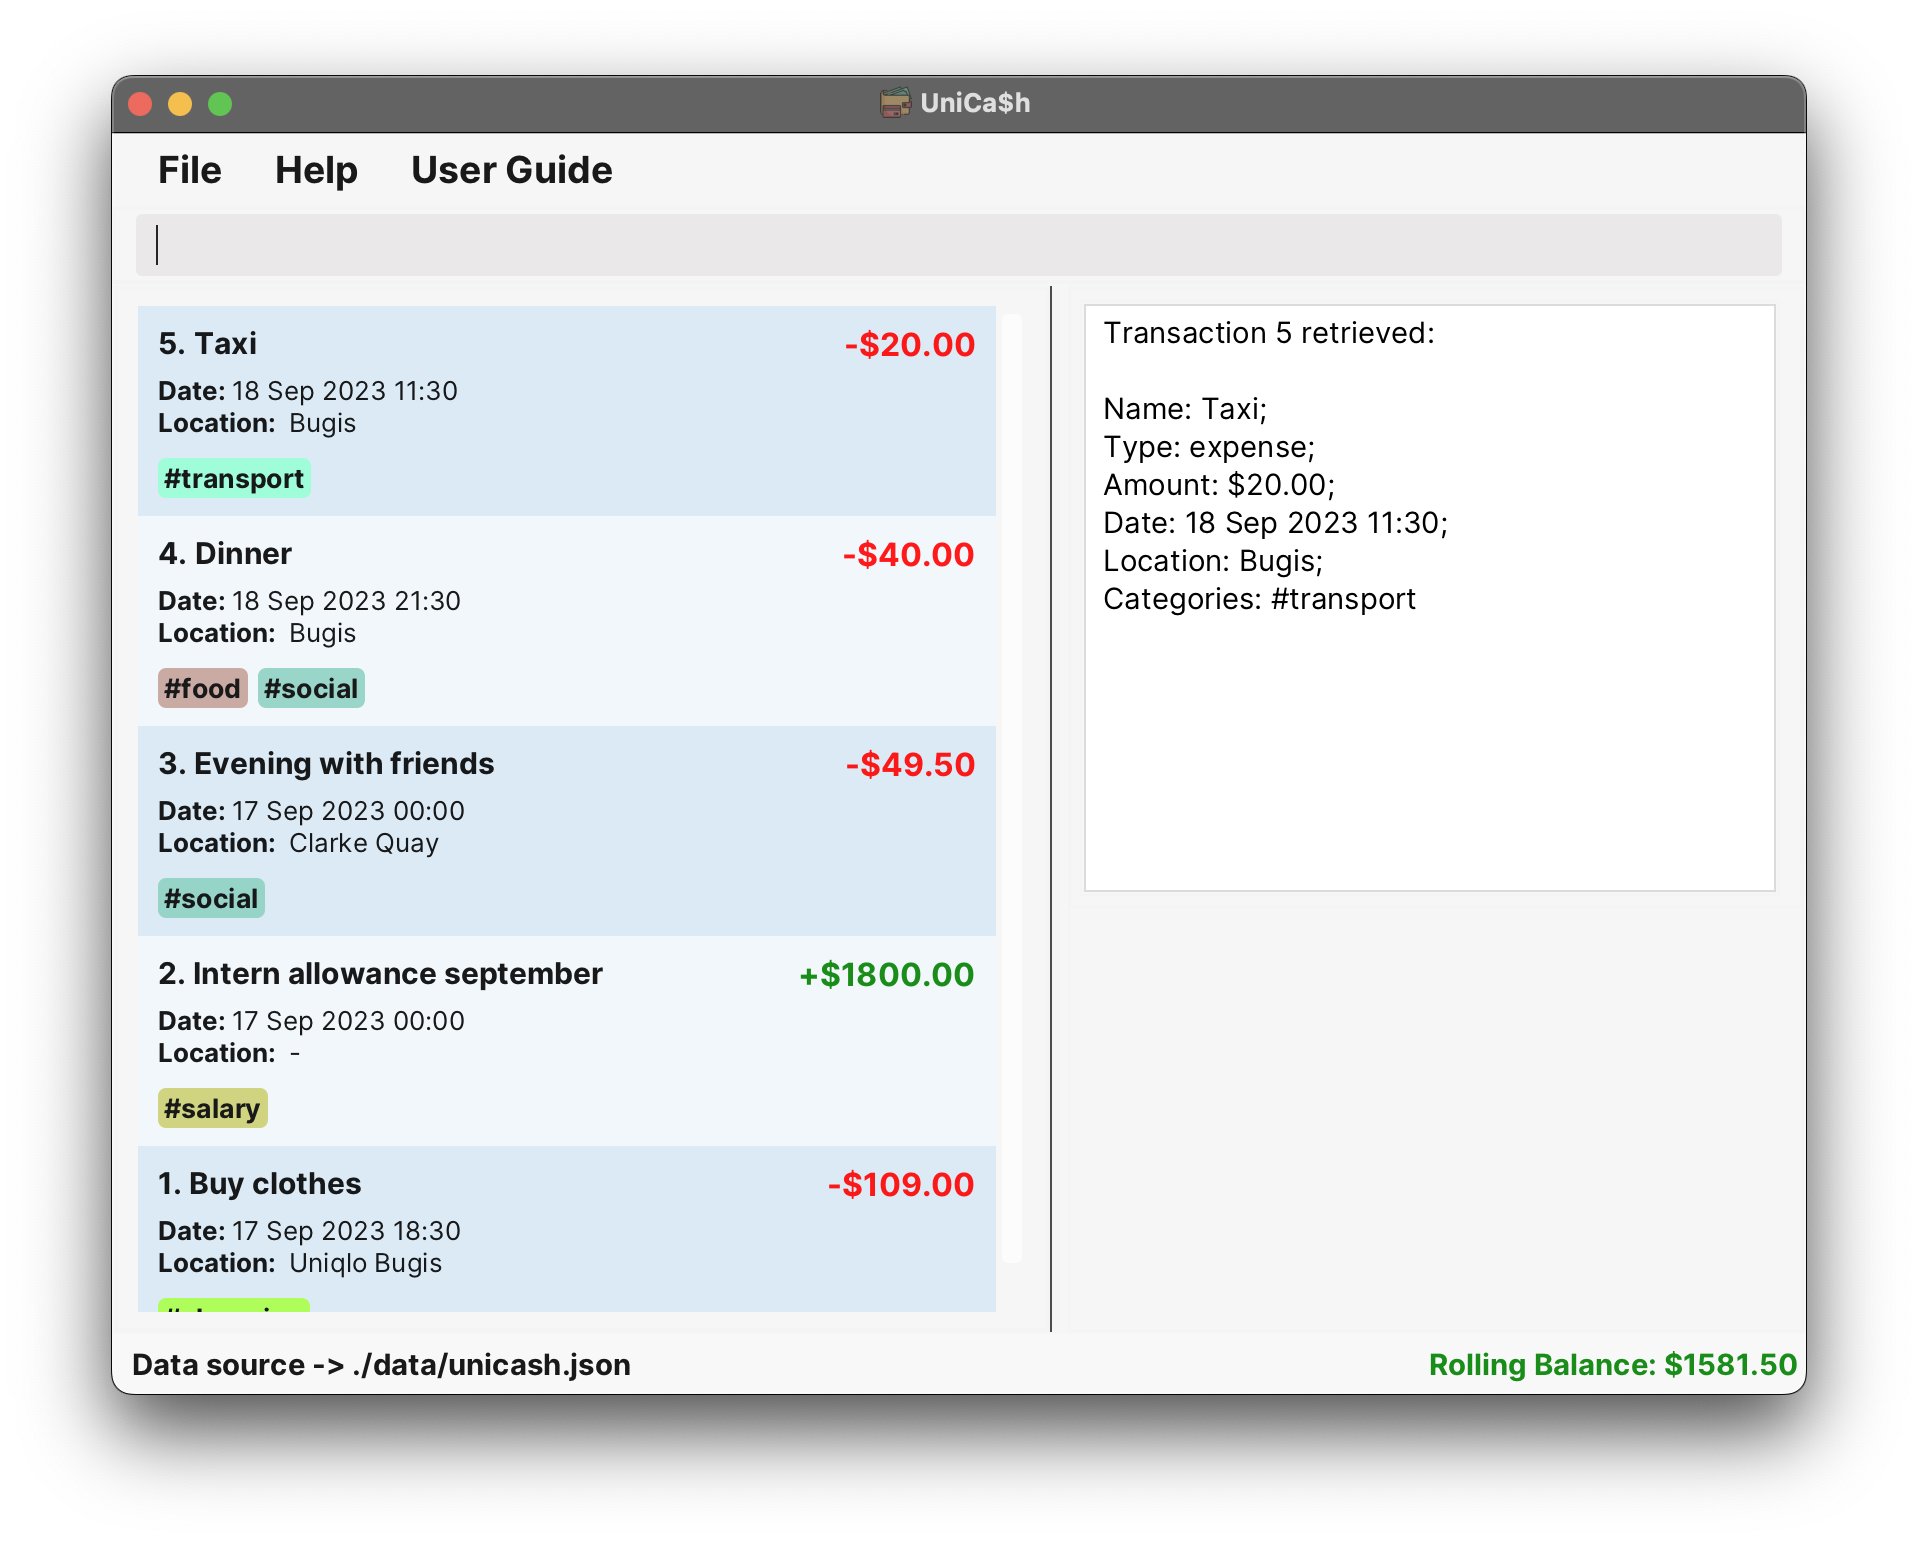 UniCa$h
File Help User Guide
5. Taxi
-$20.00
Date: 18 Sep 2023 11:30
Location: Bugis
#transport
4. Dinner
-$40.00
Date: 18 Sep 2023 21:30
Location: Bugis
#food #social
3. Evening with friends
-$49.50
Date: 17 Sep 2023 00:00
Location: Clarke Quay
#social
2. Intern allowance september
+$1800.00
Date: 17 Sep 2023 00:00
Location: -
#salary
1. Buy clothes
-$109.00
Date: 17 Sep 2023 18:30
Location: Uniqlo Bugis
Transaction 5 retrieved:
Name: Taxi;
Type: expense;
Amount: $20.00;
Date: 18 Sep 2023 11:30;
Location: Bugis;
Categories: #transport
Data source -> ./data/unicash.json
Rolling Balance: $1581.50